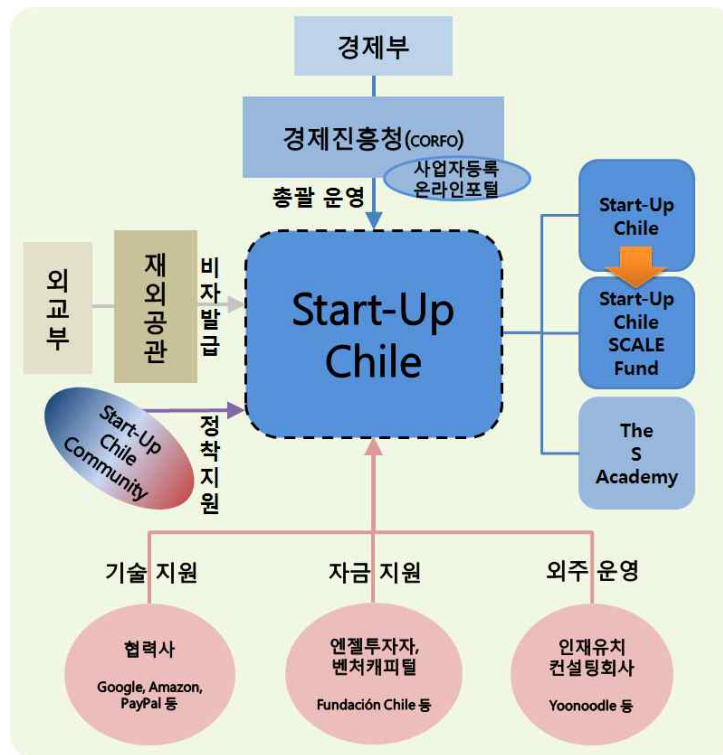 경제부
경제진흥청(CORFO)
사업자등록
온라인포털
총괄 운영
Start-Up
Chile
외교부
재외공관
비자발급
Start-Up
Chile
Community
정착지원
Start-Up
Chile
Start-Up
Chile
SCALE
Fund
The
S
Academy
기술 지원
자금 지원
외주 운영
협력사
Google, Amazon,
PayPal 등
엔젤투자자,
벤처캐피털
Fundación Chile 등
인재유치
컨설팅회사
Yoonoodle 등